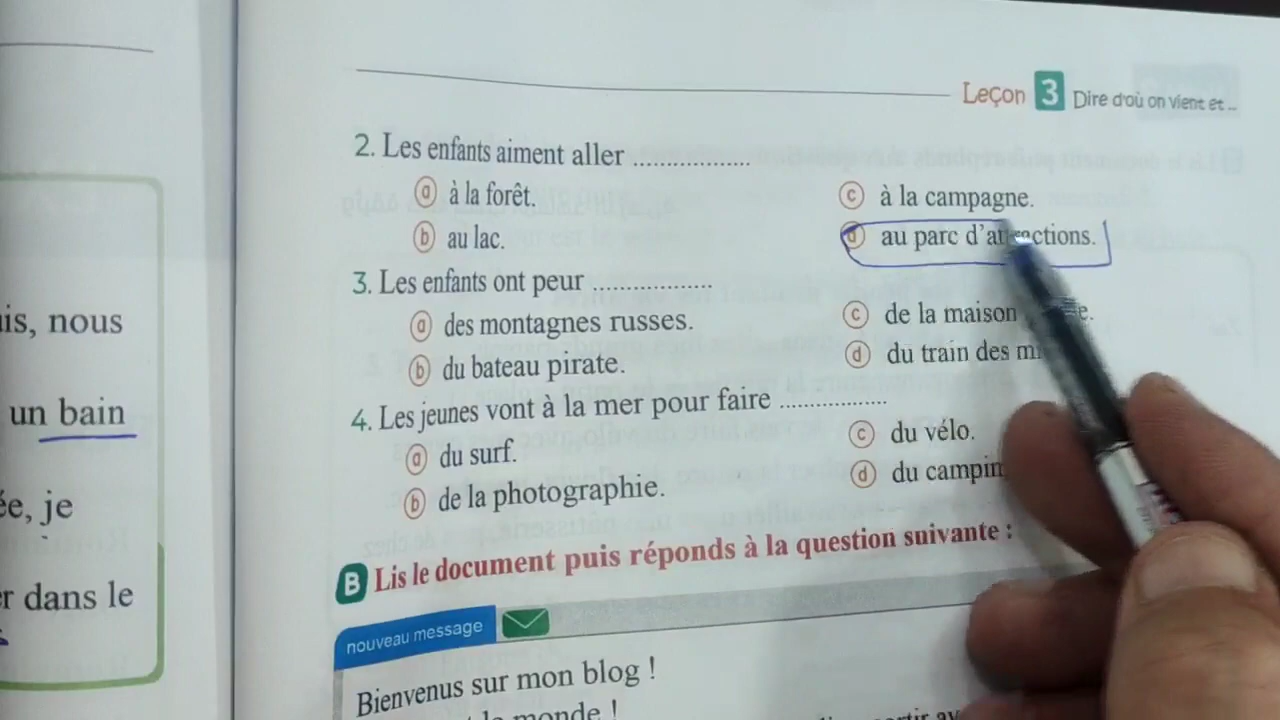 Leçon 3 Dire d'où on vient et ...
2. Les enfants aiment aller .................
a à la forêt.
c à la campagne.
b au lac.
d au parc d'attractions.
3. Les enfants ont peur .................
a des montagnes russes.
c de la maison
b du bateau pirate.
d du train des
4. Les jeunes vont à la mer pour faire .................
a du surf.
c du vélo.
b de la photographie.
d du camping
B Lis le document puis réponds à la question suivante :
nouveau message
Bienvenus sur mon blog !
monde !
nous
un bain
je
dans le